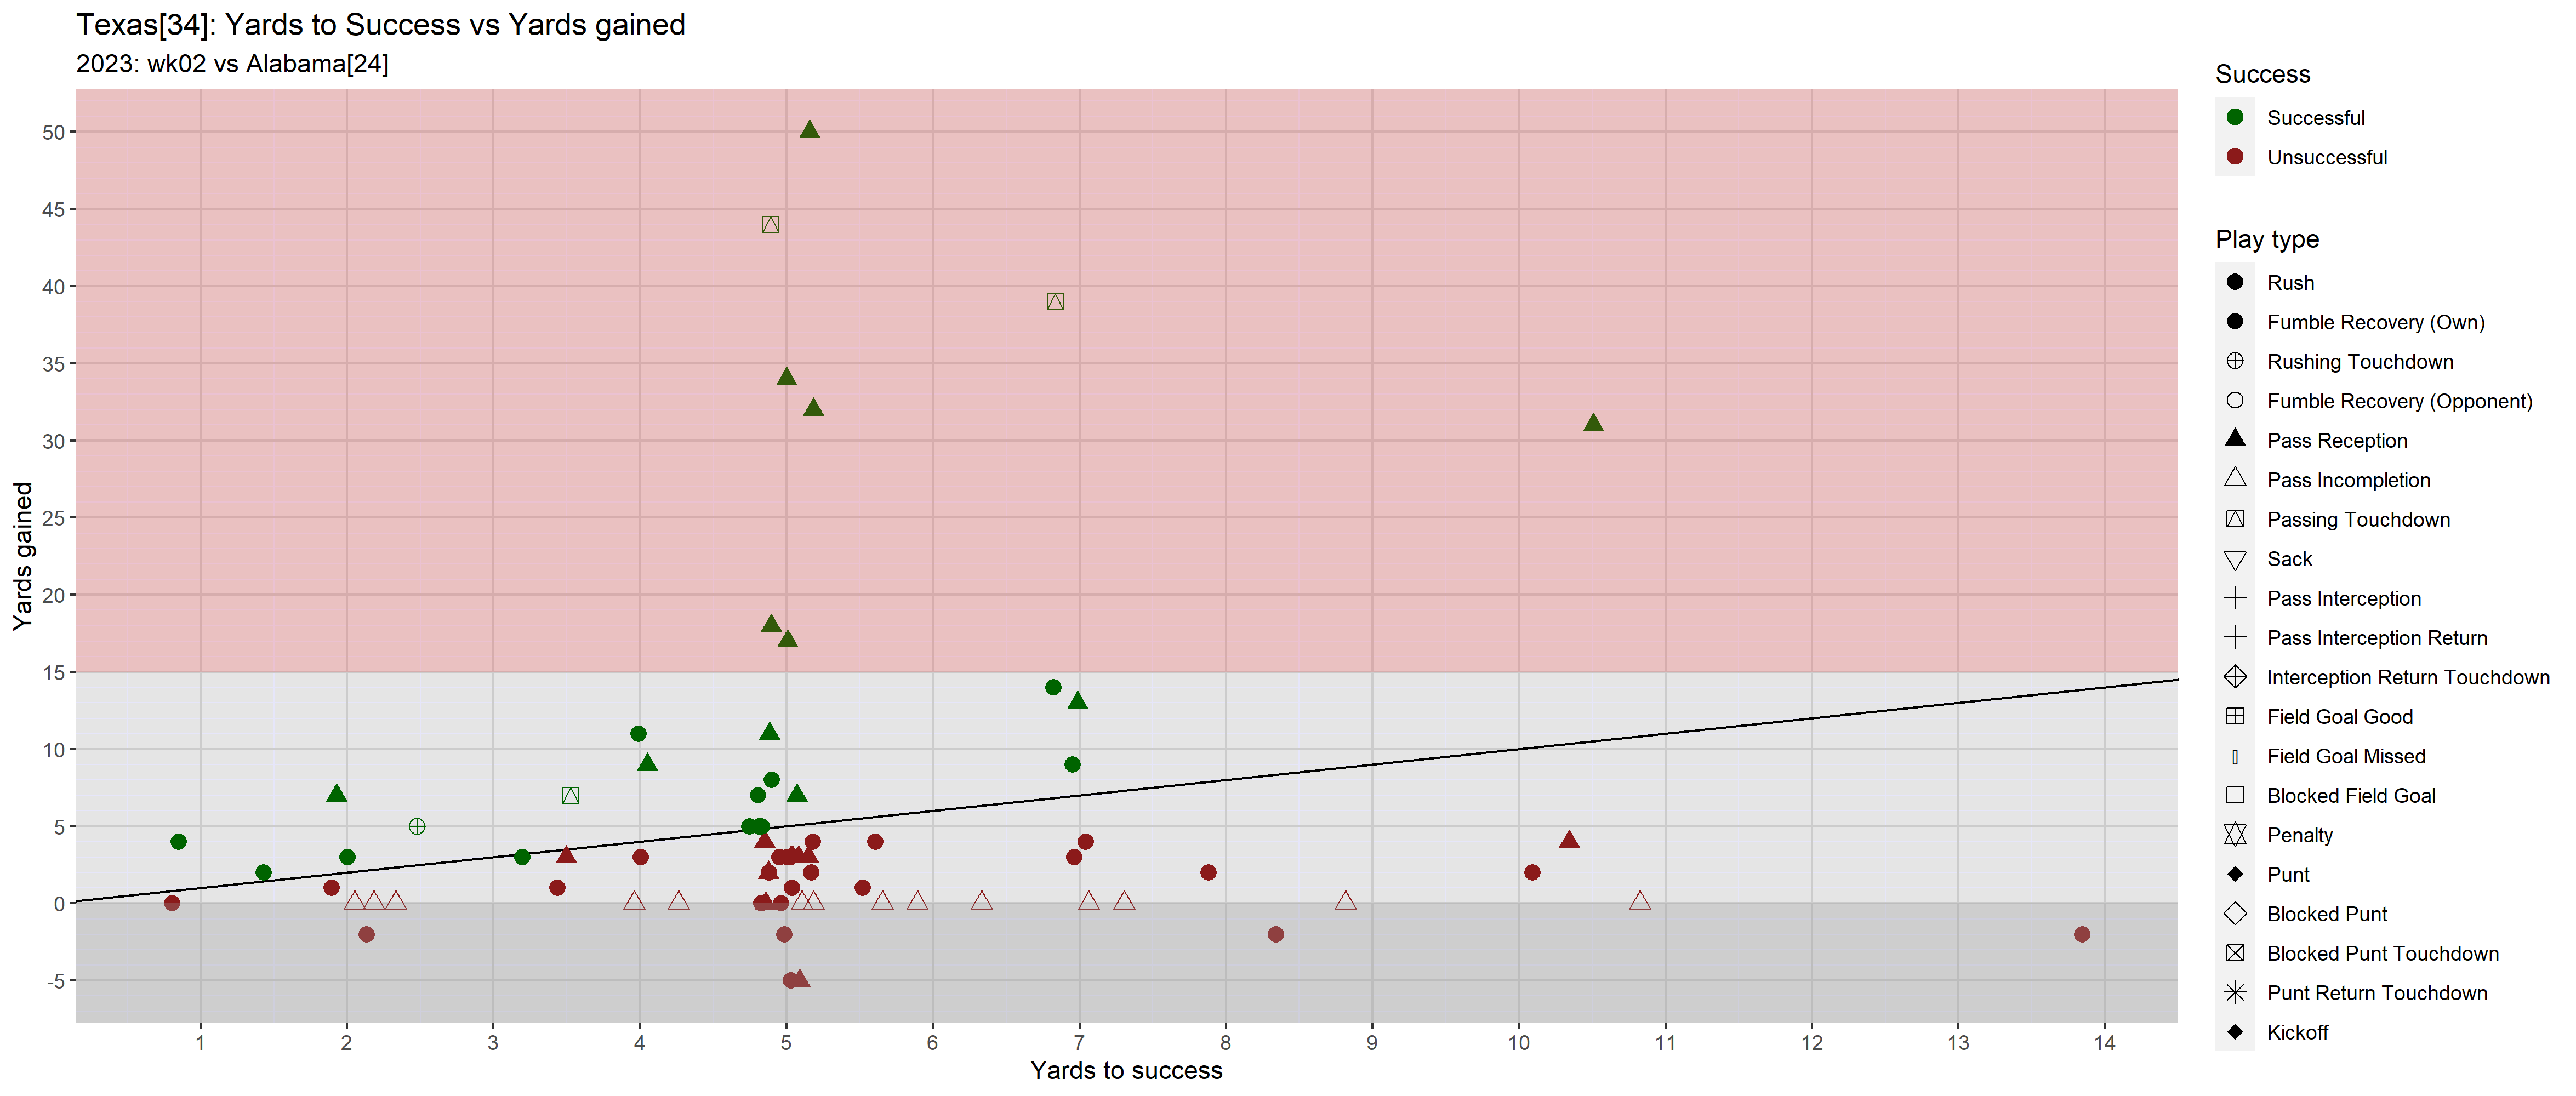 Texas[34]: Yards to Success vs Yards gained
2023: wk02 vs Alabama[24]
Yards gained
50
45
40
35
30
25
20
15
10
5
0
-5
1 2 3 4 5 6 7 8 9 10 11 12 13 14
Yards to success
Success
Successful
Unsuccessful
Play type
Rush
Fumble Recovery (Own)
Rushing Touchdown
Fumble Recovery (Opponent)
Pass Reception
Pass Incompletion
Passing Touchdown
Sack
Pass Interception
Pass Interception Return
Interception Return Touchdown
Field Goal Good
Field Goal Missed
Blocked Field Goal
Penalty
Punt
Blocked Punt
Blocked Punt Touchdown
Punt Return Touchdown
Kickoff